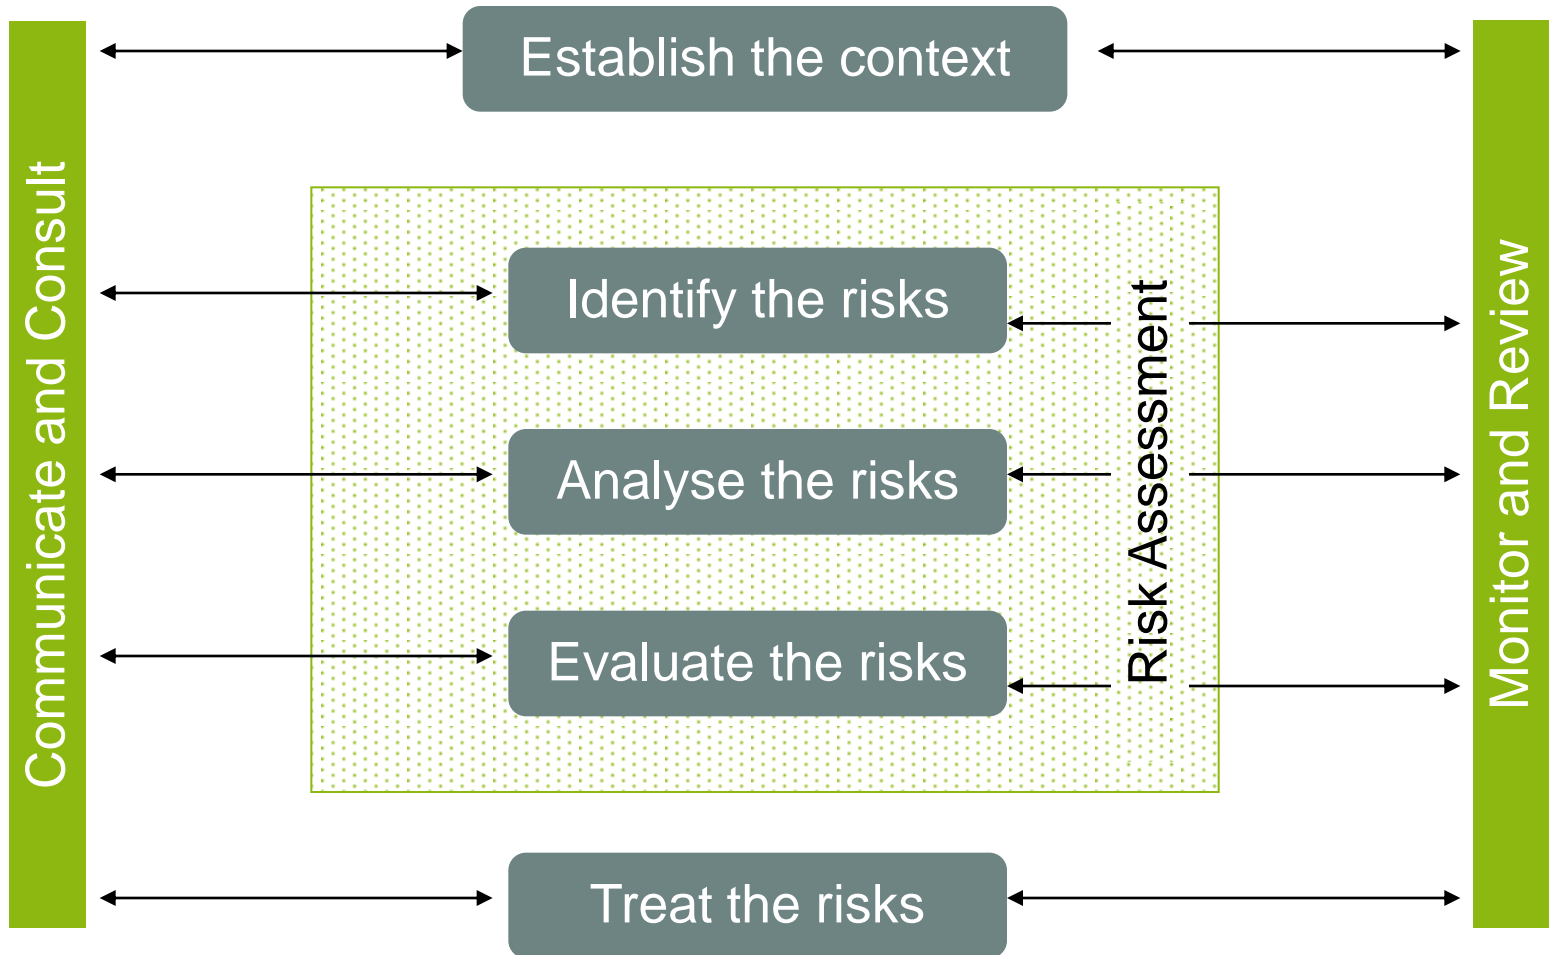 Establish the context
Communicate and Consult
Identify the risks
Analyse the risks
Evaluate the risks
Risk Assessment
Monitor and Review
Treat the risks